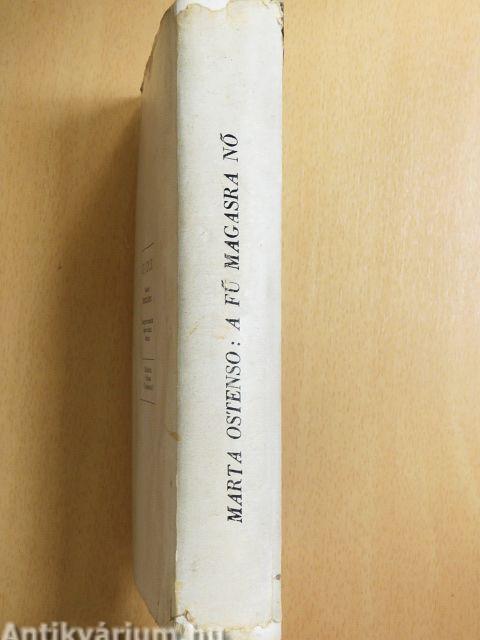 MARTA OSTENSO: A FŰ MAGASRA NŐ
Antikvárium.hu